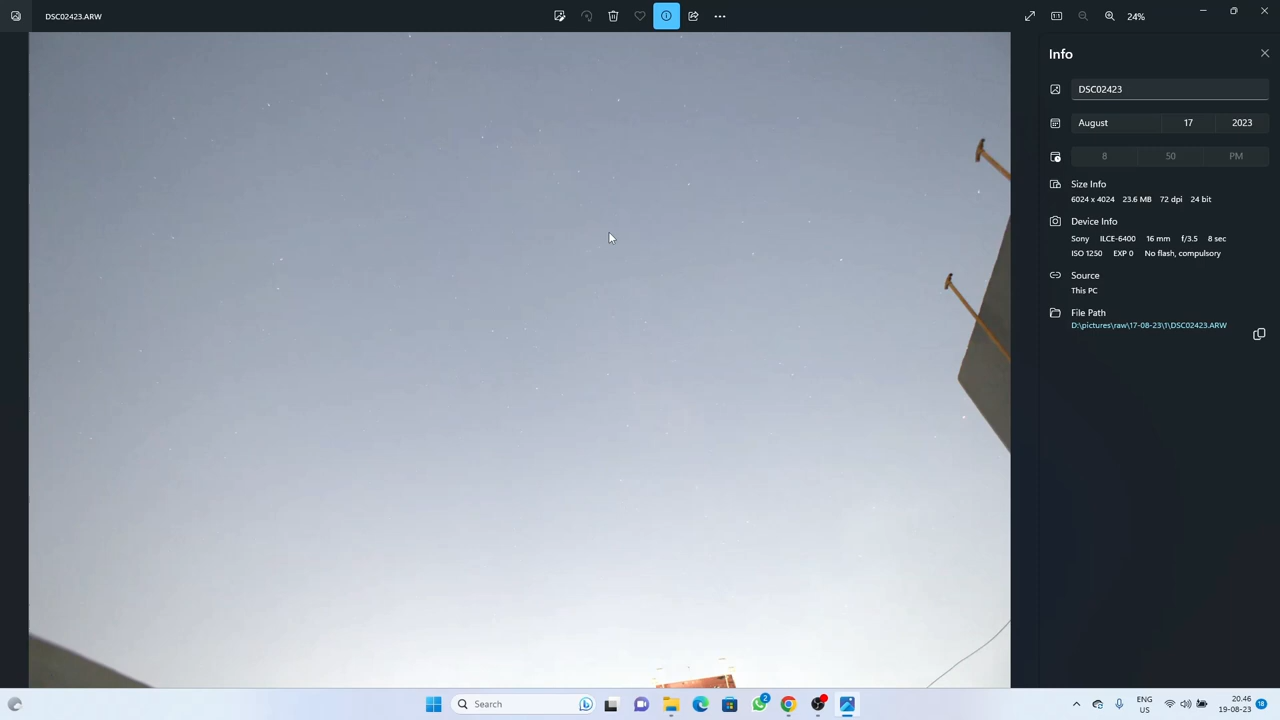 DSC02423.ARW
24%
Info
DSC02423
August 17 2023
8 50 PM
Size Info
6024 x 4024 23.6 MB 72 dpi 24 bit
Device Info
Sony ILCE-6400 16 mm f/3.5 8 sec
ISO 1250 EXP 0 No flash, compulsory
Source
This PC
File Path
D:\pictures\raw\17-08-23\1\DSC02423.ARW
Search
2
ENG
US
20.46
19-08-23
18